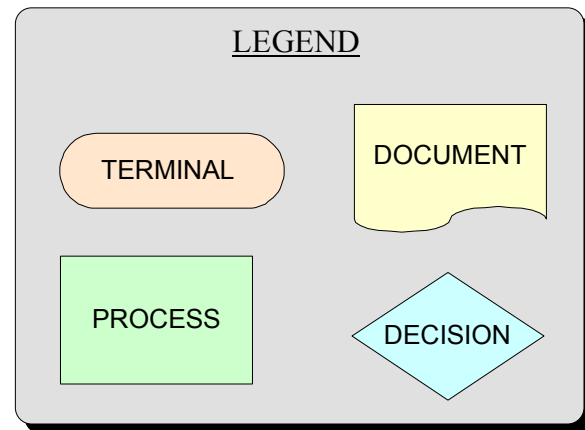 LEGEND
TERMINAL
DOCUMENT
PROCESS
DECISION